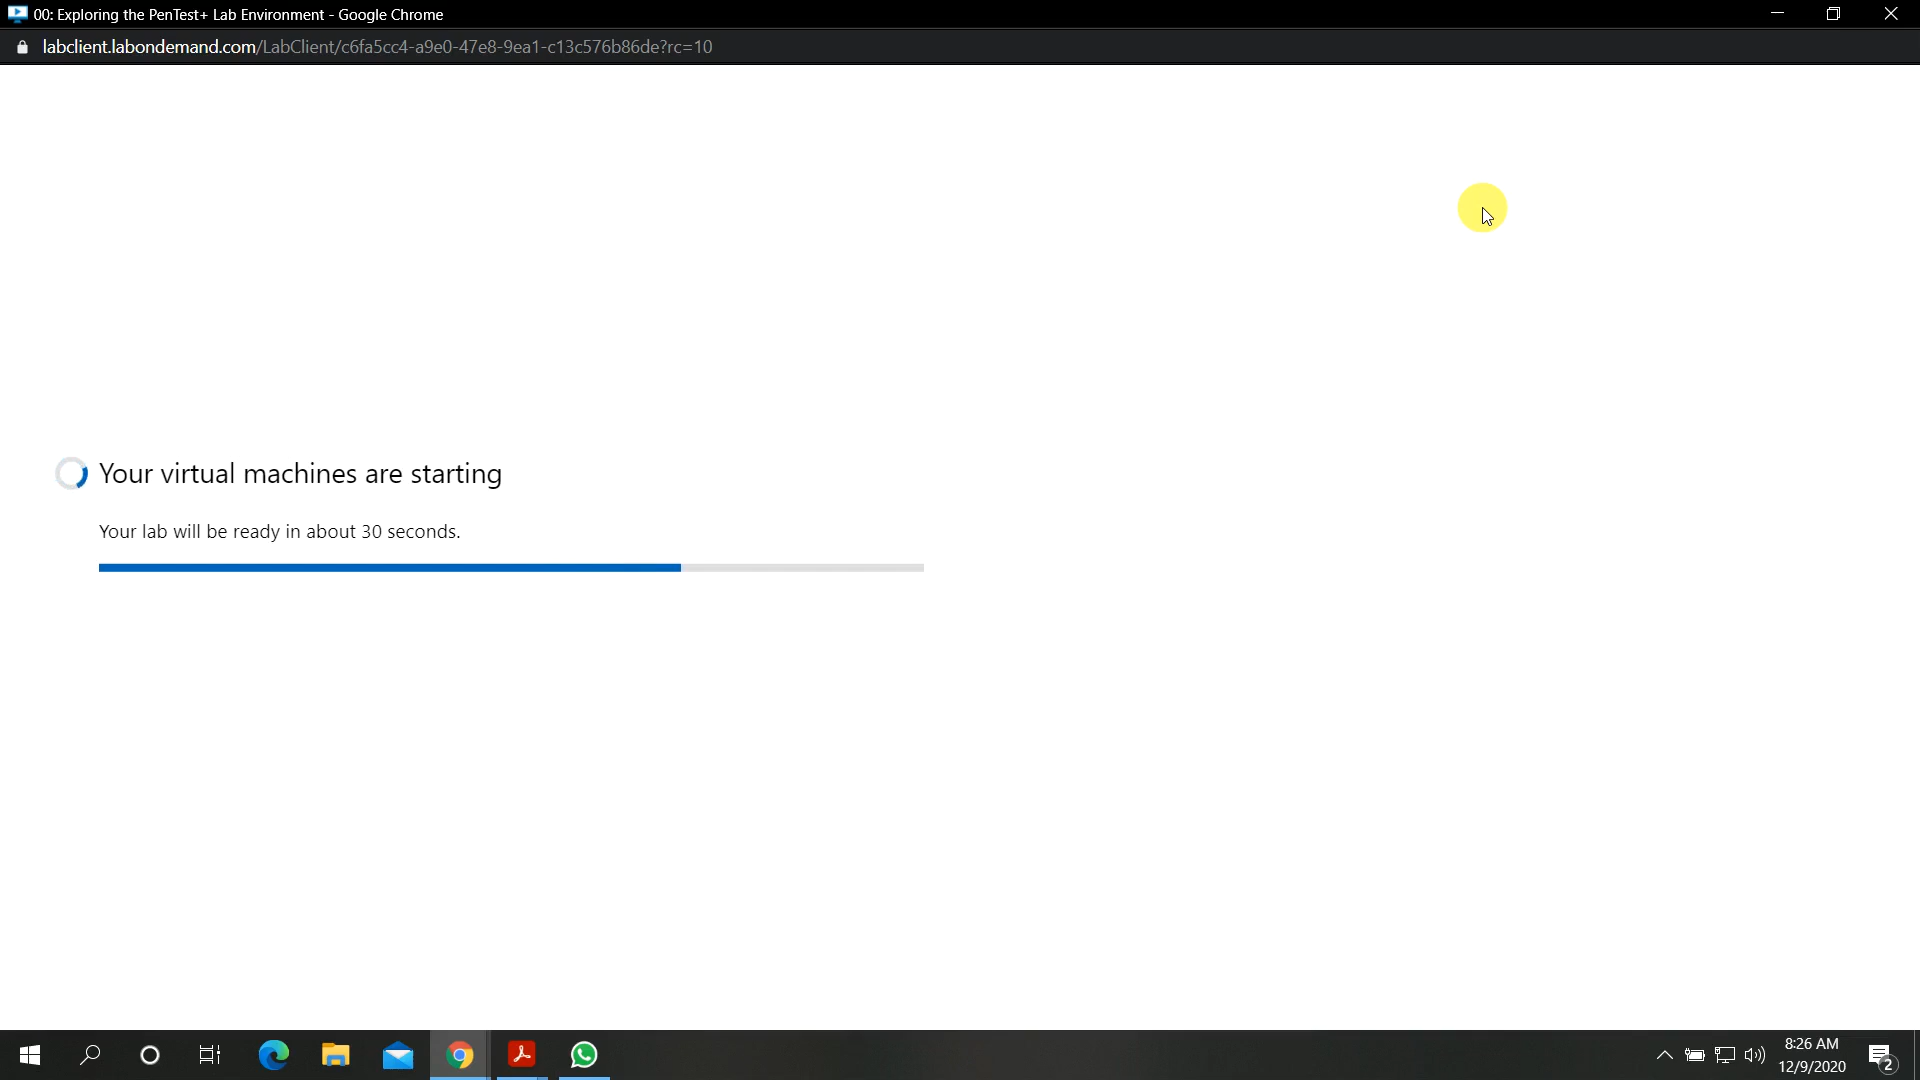 00: Exploring the PenTest+ Lab Environment - Google Chrome
labclient.labondemand.com/LabClient/c6fa5cc4-a9e0-47e8-9ea1-c13c576b86de?rc=10
Your virtual machines are starting
Your lab will be ready in about 30 seconds.
8:26 AM
12/9/2020
2